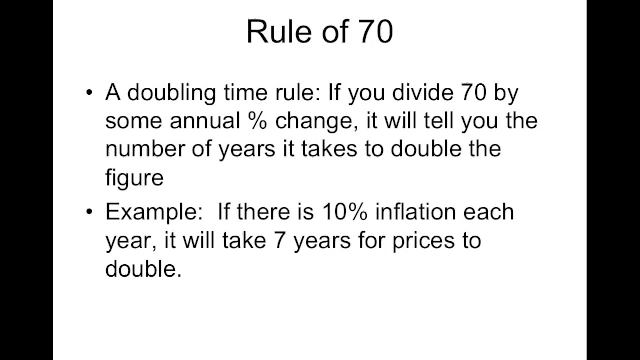 Rule of 70
• A doubling time rule: If you divide 70 by
some annual % change, it will tell you the
number of years it takes to double the
figure
• Example:  If there is 10% inflation each
year, it will take 7 years for prices to
double.